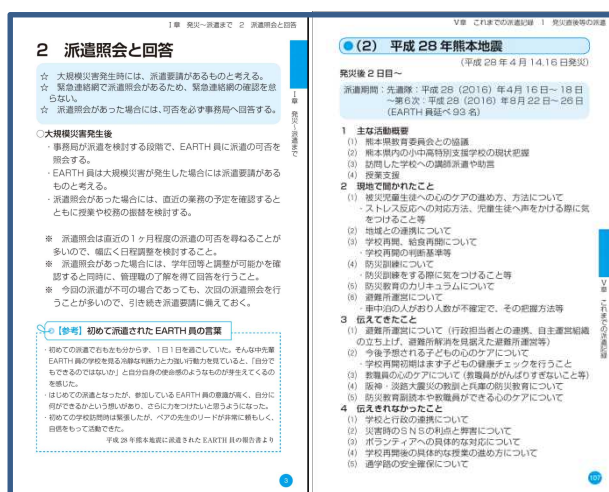 Ⅰ章　発災～派遣まで　2　派遣照会と回答
2　派遣照会と回答
☆　大規模災害発生時には、派遣要請があるものと考える。
☆　緊急連絡網で派遣照会があるため、緊急連絡網の確認を怠
らない。
☆　派遣照会があった場合には、可否を必ず事務局へ回答する。
○大規模災害発生後
・事務局が派遣を検討する段階で、EARTH員に派遣の可否を
照会する。
・EARTH員は大規模災害が発生した場合には派遣要請がある
ものと考える。
・派遣照会があった場合には、直近の業務の予定を確認すると
ともに授業や校務の振替を検討する。
※　派遣照会は直近の1ヶ月程度の派遣の可否を尋ねることが
多いので、幅広く日程調整を検討すること。
※　派遣照会があった場合には、学年団等と調整が可能かを確
認すると同時に、管理職の了解を得て回答を行うこと。
※　今回の派遣が不可の場合であっても、次回の派遣照会を行
うことが多いので、引き続き派遣要請に備えておく。
【参考】初めて派遣されたEARTH員の言葉
・初めての派遣で右も左も分からず、1日1日を過ごしていた。そんな中先輩
EARTH員の学校を見る冷静な判断力と力強い行動力を見ていると、「自分で
もできるのではないか」と自分自身の使命感のようなものが芽生えてくるの
を感じた。
・はじめての派遣となったが、参加しているEARTH員の意識が高く、自分に
何ができるかという想いがあり、さらに力をつけたいと思うようになった。
・初めての学校訪問時は緊張したが、ペアの先生のリードが非常に頼もしく、
自信をもって活動できた。
平成28年熊本地震に派遣されたEARTH員の報告書より
Ⅰ章　発災～派遣まで
3
Ⅴ章　これまでの派遣記録　1　発災直後等の派遣
(2)　平成28年熊本地震
(平成28年4月14,16日発災)
発災後2日目～
派遣期間：先遣隊：平成28（2016）年4月16日～18日
～第6次：平成28（2016）年8月22日～26日
（EARTH員延べ93名）
1　主な活動概要
(1)　熊本県教育委員会との協議
(2)　熊本県内の小中高特別支援学校の現状把握
(3)　訪問した学校への講師派遣や助言
(4)　授業支援
2　現地で聞かれたこと
(1)　被災児童生徒への心のケアの進め方、方法について
・ストレス反応への対応方法、児童生徒へ声をかける際に気
をつけること等
(2)　地域との連携について
(3)　学校再開、給食再開について
・学校再開の判断基準等
(4)　防災訓練について
・防災訓練をする際に気をつけること等
(5)　防災教育のカリキュラムについて
(6)　避難所運営について
・車中泊の人がおり人数が不確定で、その把握方法等
3　伝えてきたこと
(1)　避難所運営について（行政担当者との連携、自主運営組織
の立ち上げ、避難所解消を見据えた避難所運営等）
(2)　今後予想される子どもの心のケアについて
・学校再開初期はまず子どもの健康チェックを行うこと
(3)　教職員の心のケアについて（教職員ががんばりすぎないこと等）
(4)　阪神・淡路大震災の教訓と兵庫の防災教育について
(5)　防災教育副読本や教職員ができる心のケアについて
4　伝えきれなかったこと
(1)　学校と行政の連携について
(2)　災害時のSNSの利点と弊害について
(3)　ボランティアへの具体的な対応について
(4)　学校再開後の具体的な授業の進め方について
(5)　通学路の安全確保について
Ⅴ章　これまでの派遣記録
107